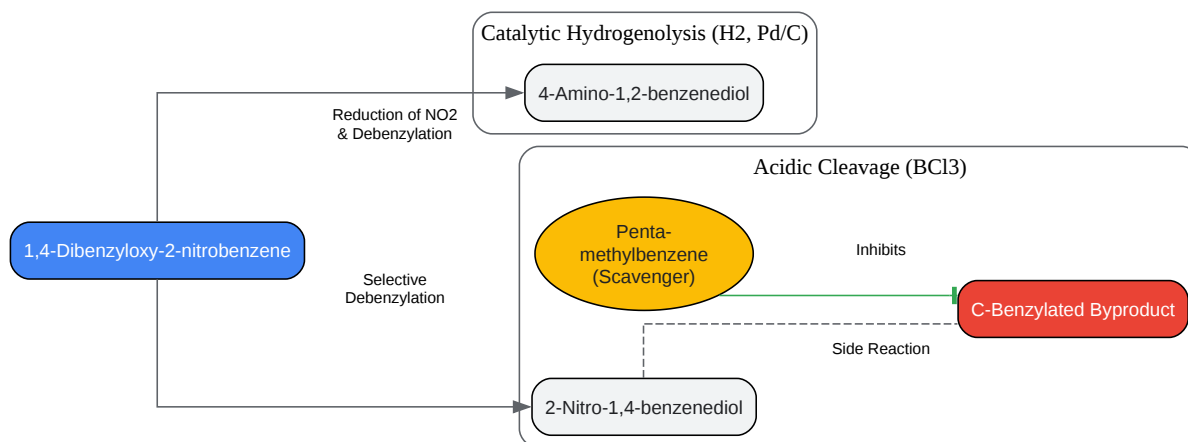 Catalytic Hydrogenolysis (H2, Pd/C)
4-Amino-1,2-benzenediol
Reduction of NO2
& Debenzylation
Acidic Cleavage (BCl3)
Penta-
methylbenzene
(Scavenger)
Inhibits
1,4-Dibenzyloxy-2-nitrobenzene
Selective
Debenzylation
C-Benzylated Byproduct
Side Reaction
2-Nitro-1,4-benzenediol